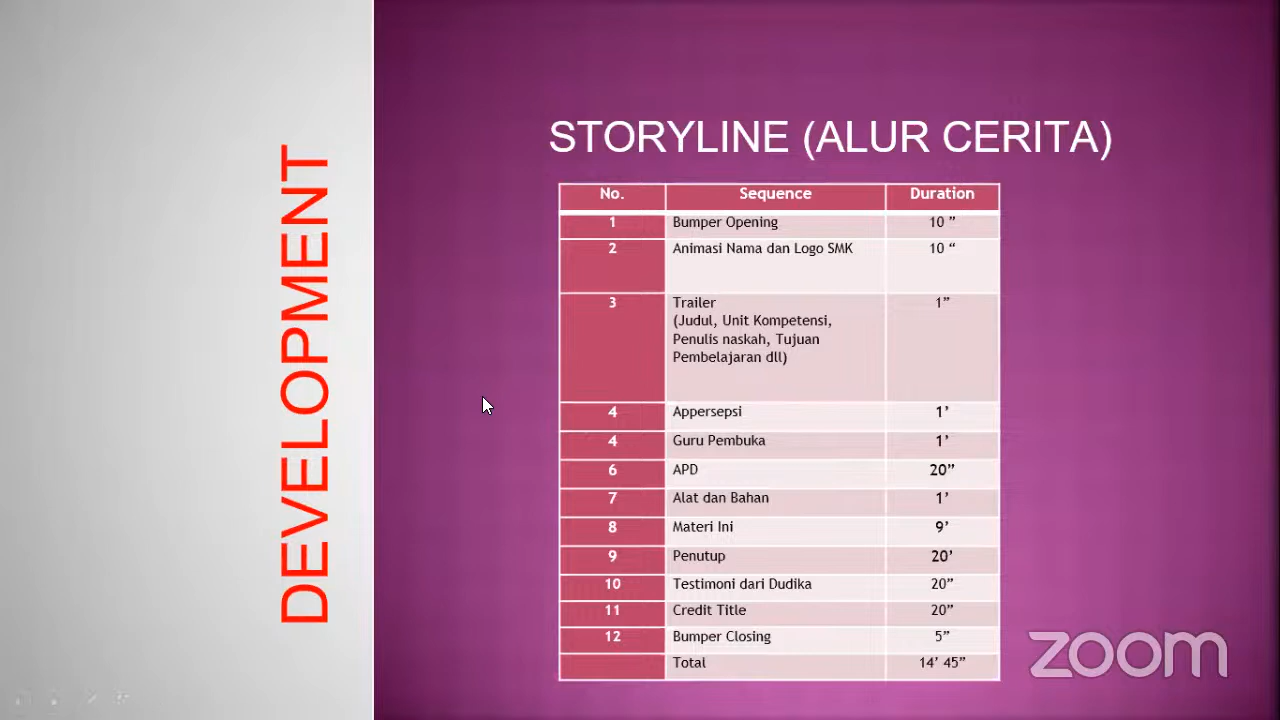 DEVELOPMENT
STORYLINE (ALUR CERITA)
No. Sequence Duration
1 Bumper Opening 10 ”
2 Animasi Nama dan Logo SMK 10 “
3 Trailer 1”
(Judul, Unit Kompetensi,
Penulis naskah, Tujuan
Pembelajaran dll)
4 Appersepsi 1’
4 Guru Pembuka 1’
6 APD 20”
7 Alat dan Bahan 1’
8 Materi Ini 9’
9 Penutup 20’
10 Testimoni dari Dudika 20”
11 Credit Title 20”
12 Bumper Closing 5”
Total 14’ 45”
zoom